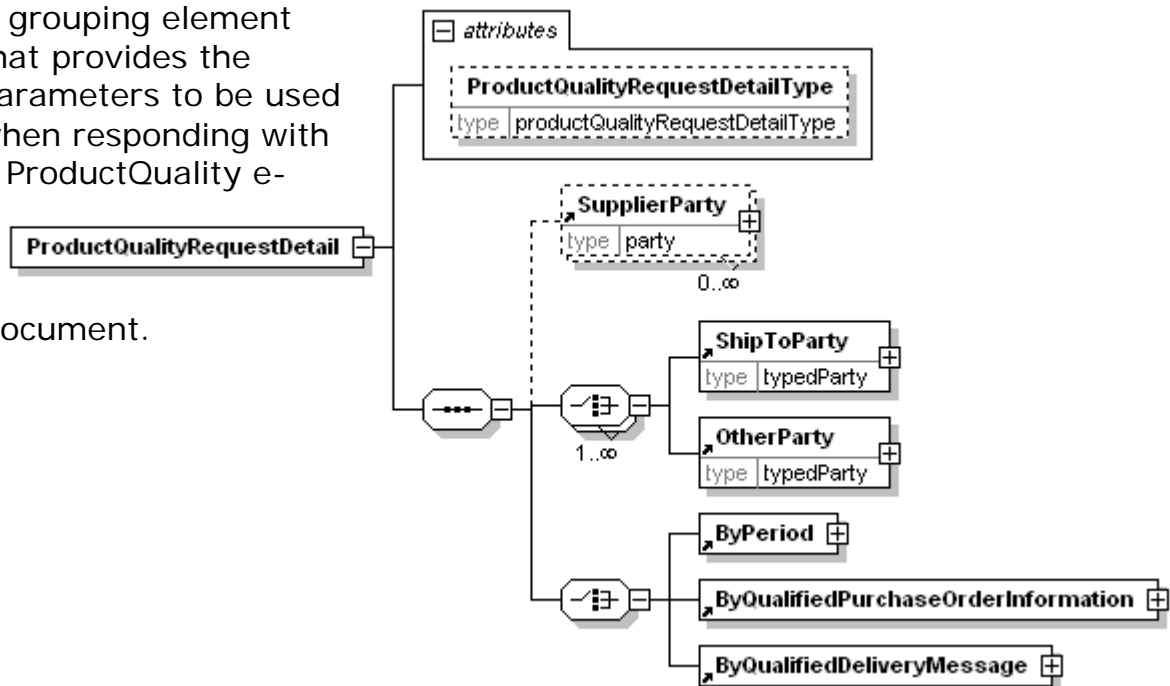 grouping element
hat provides the
arameters to be used
when responding with
ProductQuality e-
ocument.
attributes
ProductQualityRequestDetailType
type productQualityRequestDetailType
SupplierParty
type party
0..∞
ProductQualityRequestDetail
ShipToParty
type typedParty
1..∞
OtherParty
type typedParty
ByPeriod
ByQualifiedPurchaseOrderInformation
ByQualifiedDeliveryMessage